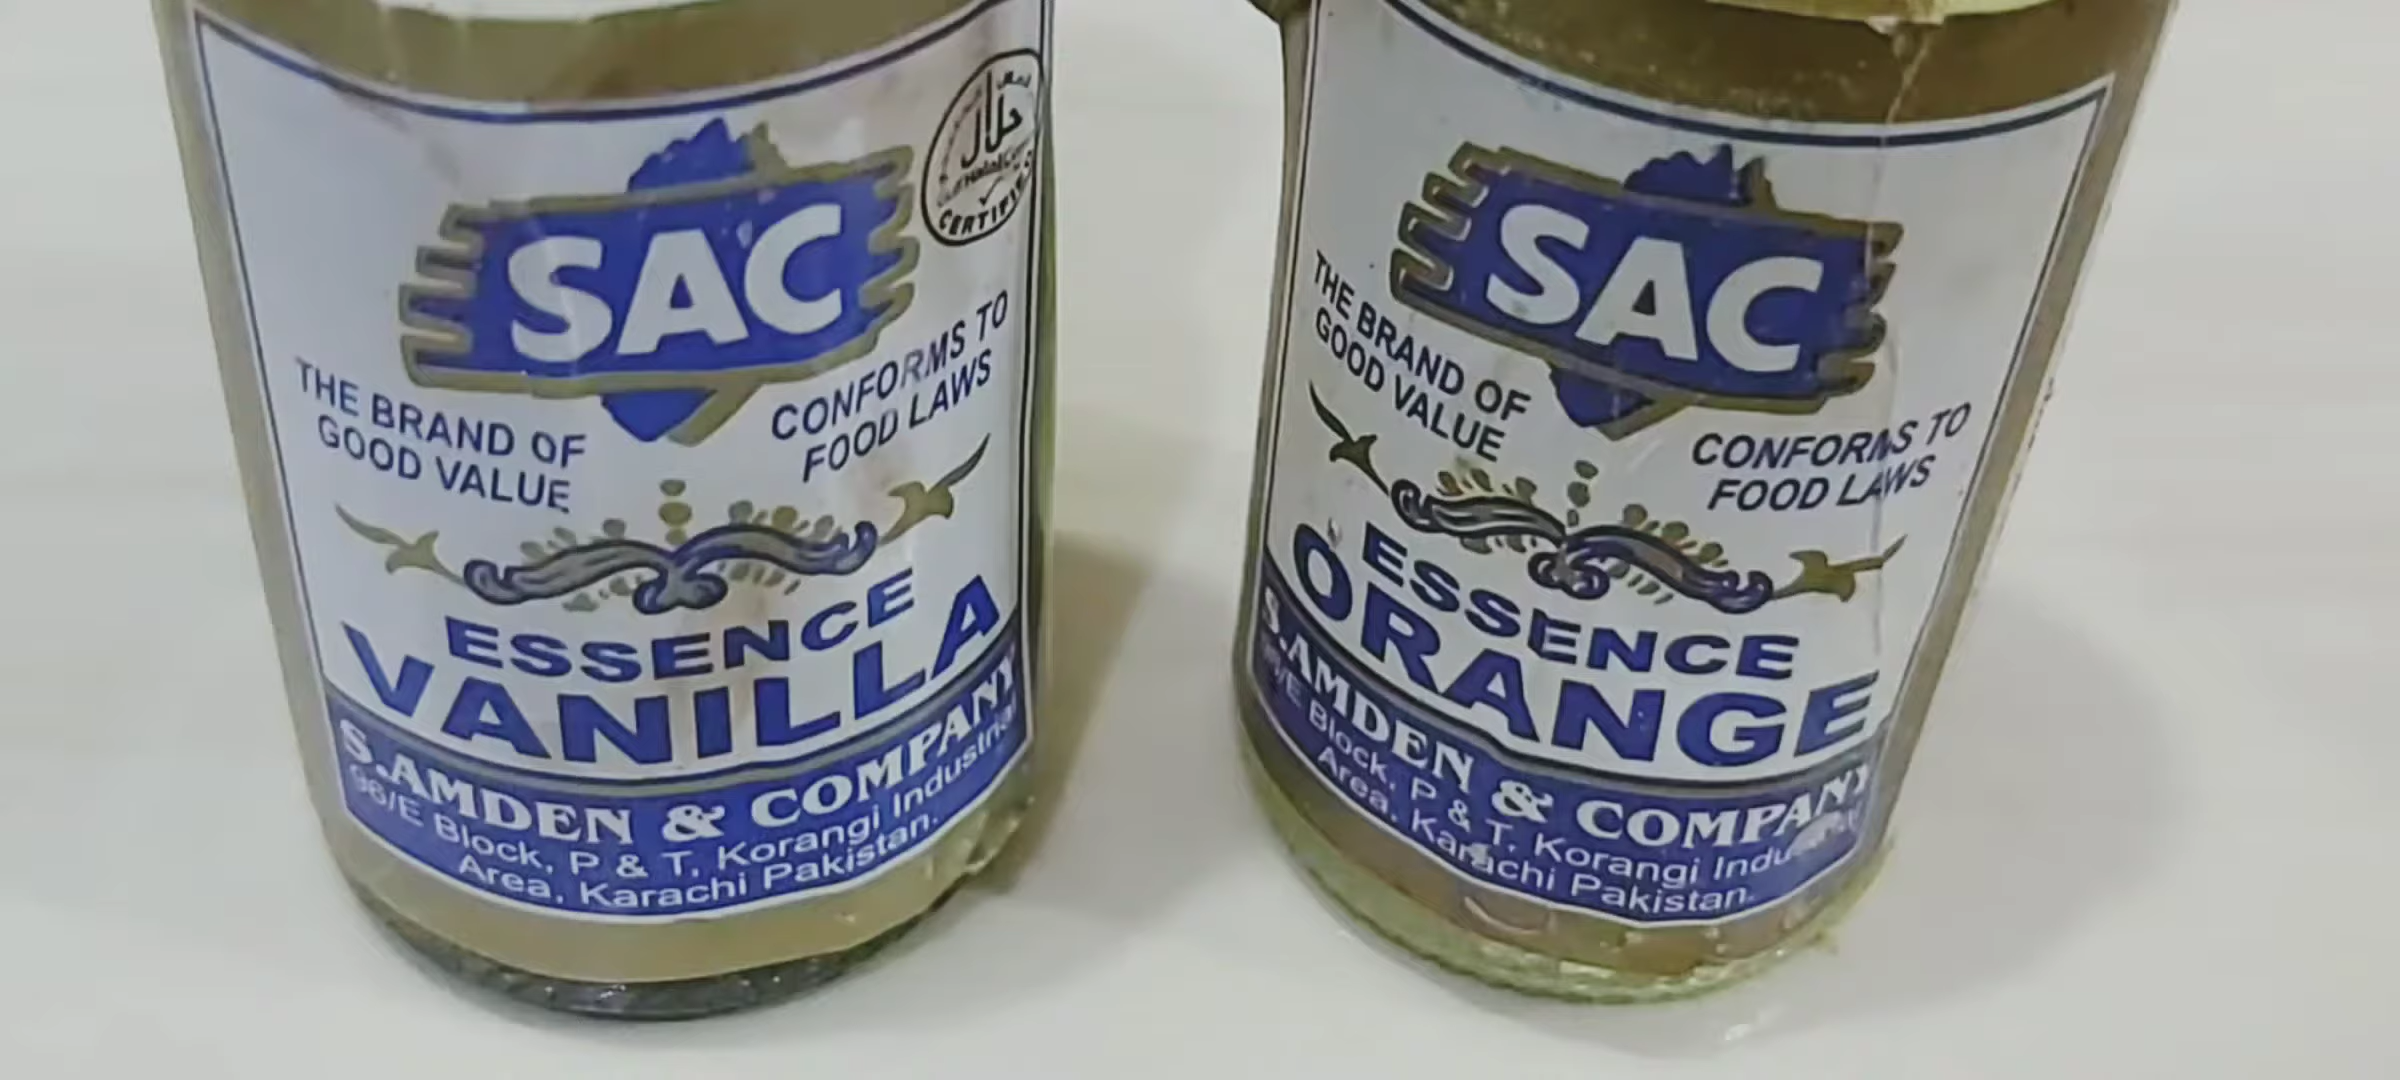 حلال
CERTIFIED
SAC
THE BRAND OF
GOOD VALUE
CONFORMS TO
FOOD LAWS
ESSENCE
VANILLA
S.AMDEN & COMPANY
96/E Block, P & T, Korangi Industrial
Area, Karachi Pakistan.
SAC
THE BRAND OF
GOOD VALUE
CONFORMS TO
FOOD LAWS
ESSENCE
ORANGE
S.AMDEN & COMPANY
Block, P & T, Korangi
Area, Karachi Pakistan.